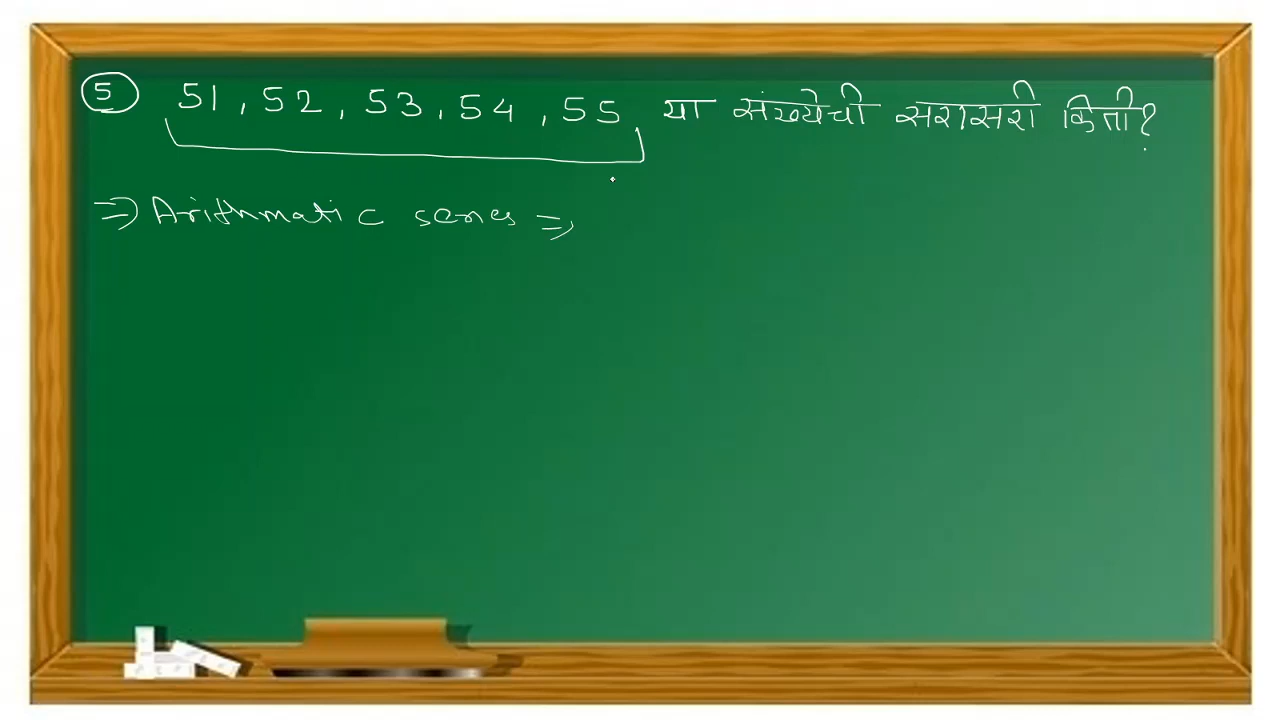 5 51, 52, 53, 54, 55 या संख्येची सरासरी किती?
=> Arithmatic series =>